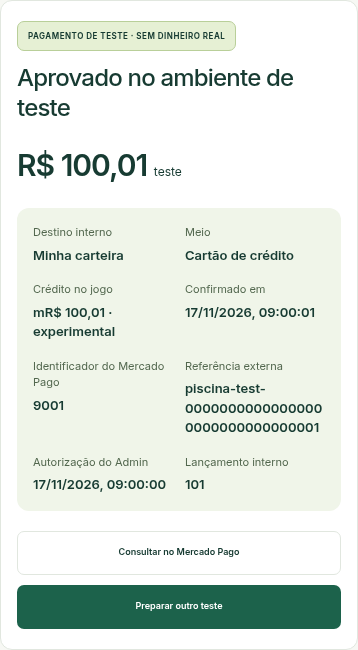 PAGAMENTO DE TESTE · SEM DINHEIRO REAL
Aprovado no ambiente de
teste
R$ 100,01 teste
Destino interno
Minha carteira
Meio
Cartão de crédito
Crédito no jogo
mR$ 100,01 ·
experimental
Confirmado em
17/11/2026, 09:00:01
Identificador do Mercado
Pago
9001
Referência externa
piscina-test-
0000000000000000
0000000000000001
Autorização do Admin
17/11/2026, 09:00:00
Lançamento interno
101
Consultar no Mercado Pago
Preparar outro teste